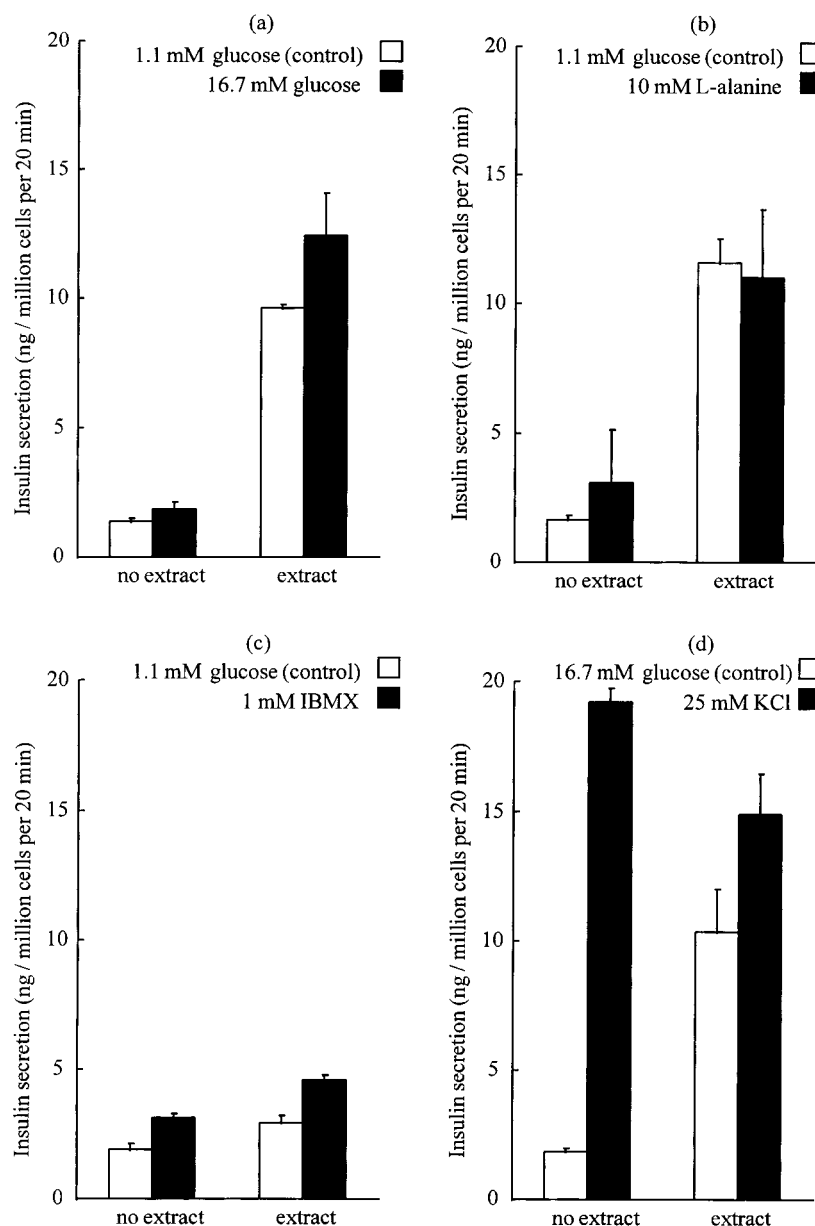 (a)
1.1 mM glucose (control)
16.7 mM glucose
Insulin secretion (ng / million cells per 20 min)
20
15
10
5
0
no extract
extract
(b)
1.1 mM glucose (control)
10 mM L-alanine
Insulin secretion (ng / million cells per 20 min)
20
15
10
5
0
no extract
extract
(c)
1.1 mM glucose (control)
1 mM IBMX
Insulin secretion (ng / million cells per 20 min)
20
15
10
5
0
no extract
extract
(d)
16.7 mM glucose (control)
25 mM KCl
Insulin secretion (ng / million cells per 20 min)
20
15
10
5
0
no extract
extract